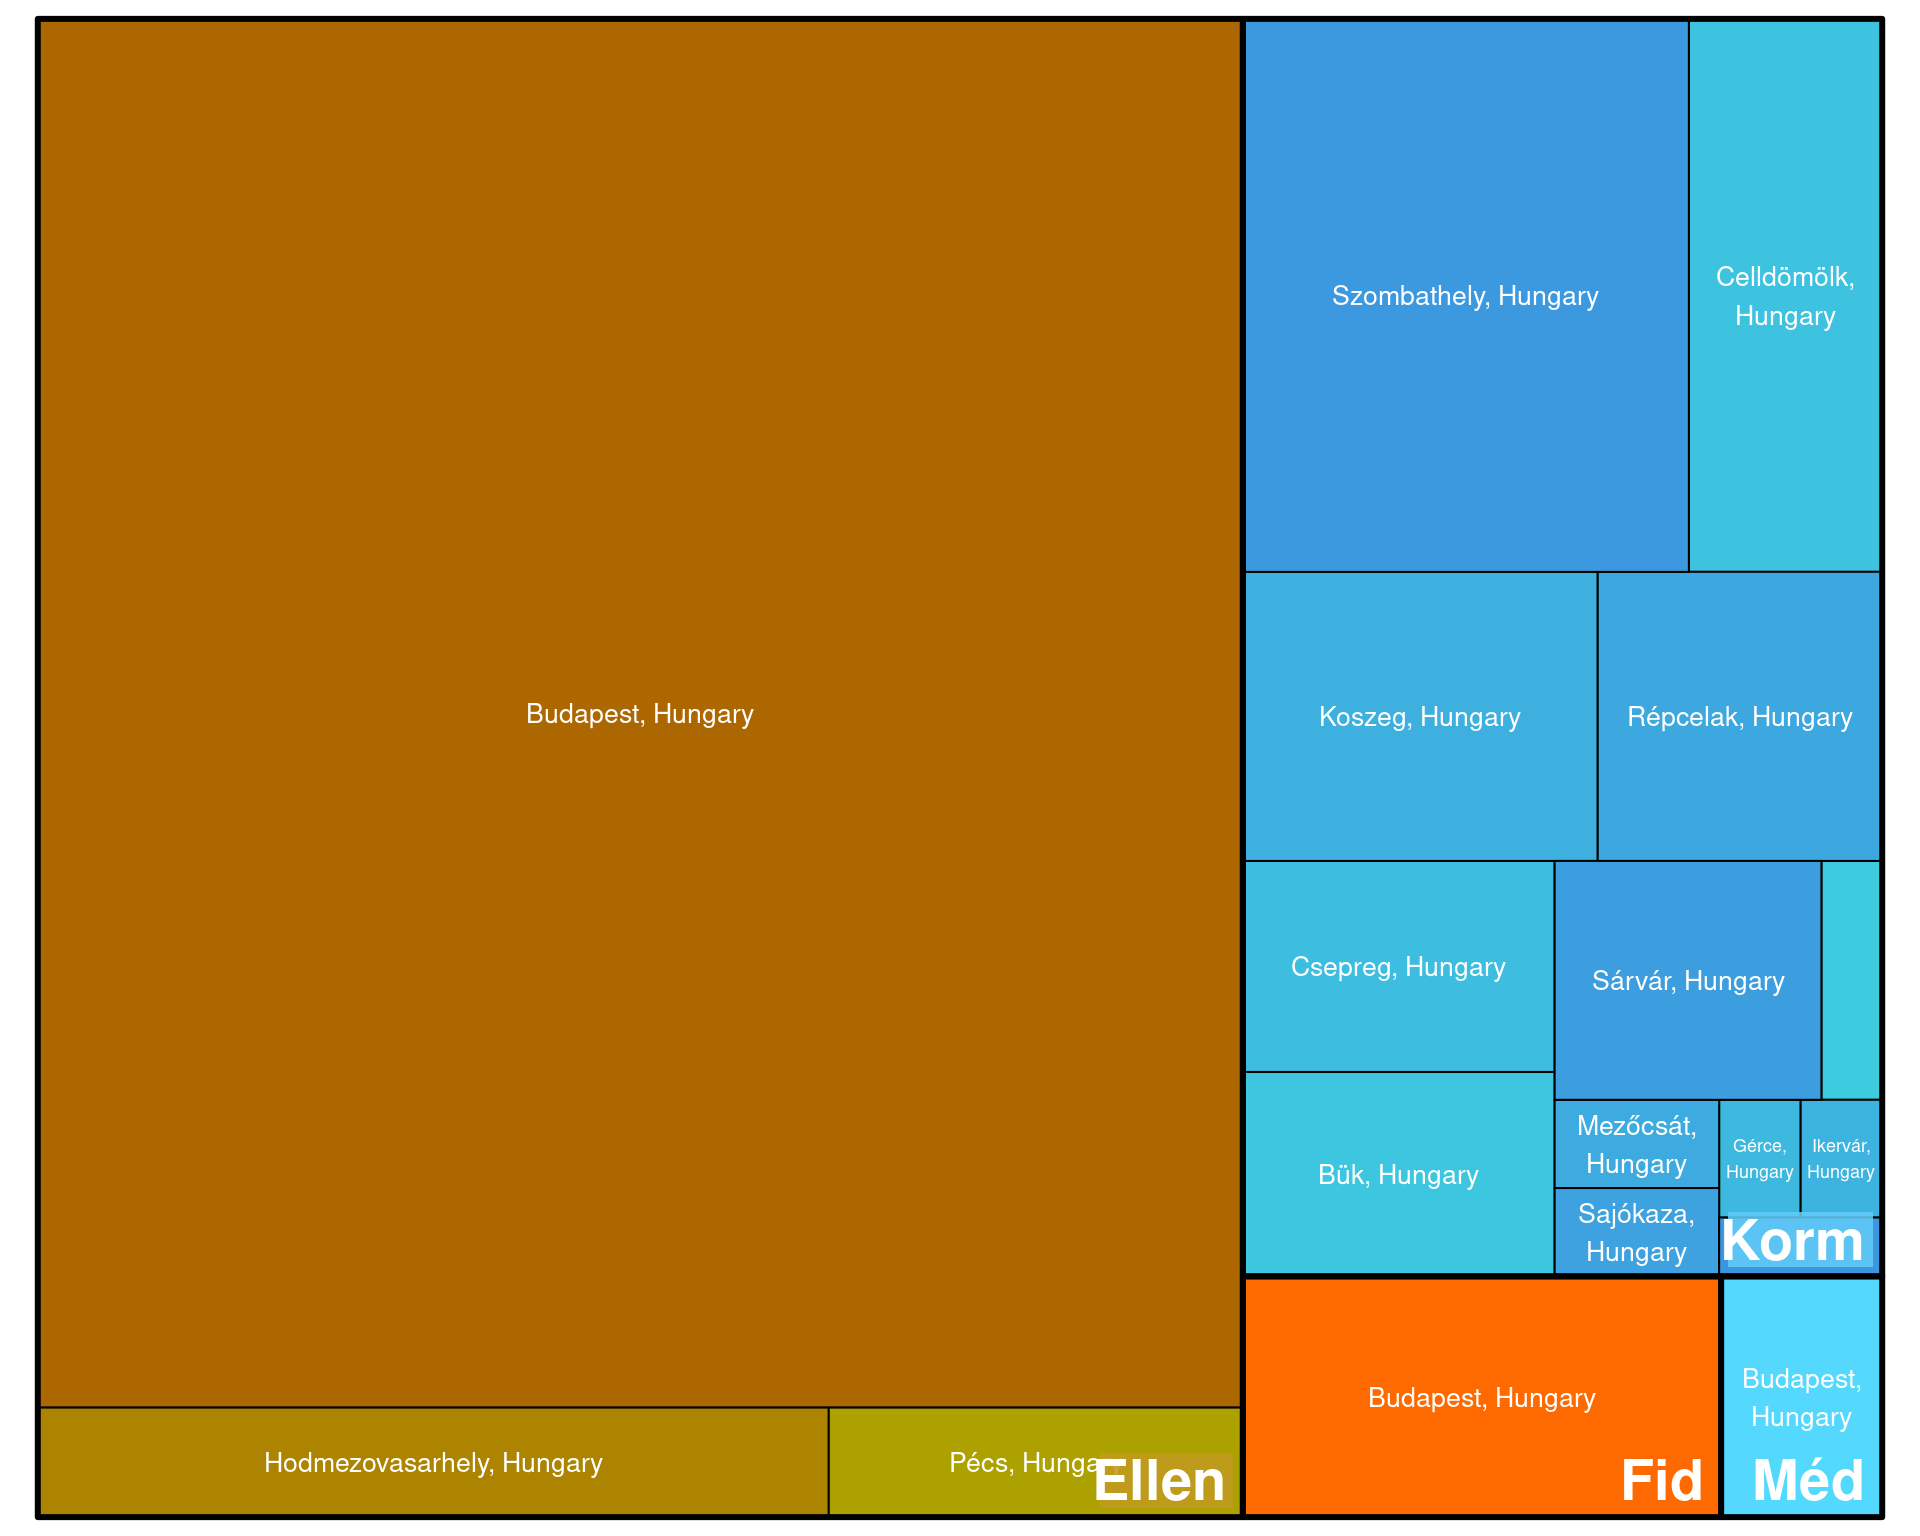 Budapest, Hungary
Hodmezovasarhely, Hungary
Pécs, Hunga
Ellen
Szombathely, Hungary
Celldömölk,
Hungary
Koszeg, Hungary
Répcelak, Hungary
Csepreg, Hungary
Sárvár, Hungary
Bük, Hungary
Mezőcsát,
Hungary
Sajókaza,
Hungary
Gérce,
Hungary
Ikervár,
Hungary
Korm
Budapest, Hungary
Fid
Budapest,
Hungary
Méd